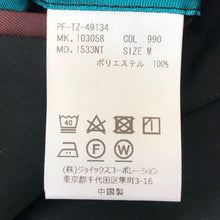 PF-TZ-49134
MK. 103058 COL 990
MD. 1533NT SIZE M
ポリエステル 100%
40
P W
(株)ジョイックスコーポレーション
東京都千代田区隼町3-16
中国製